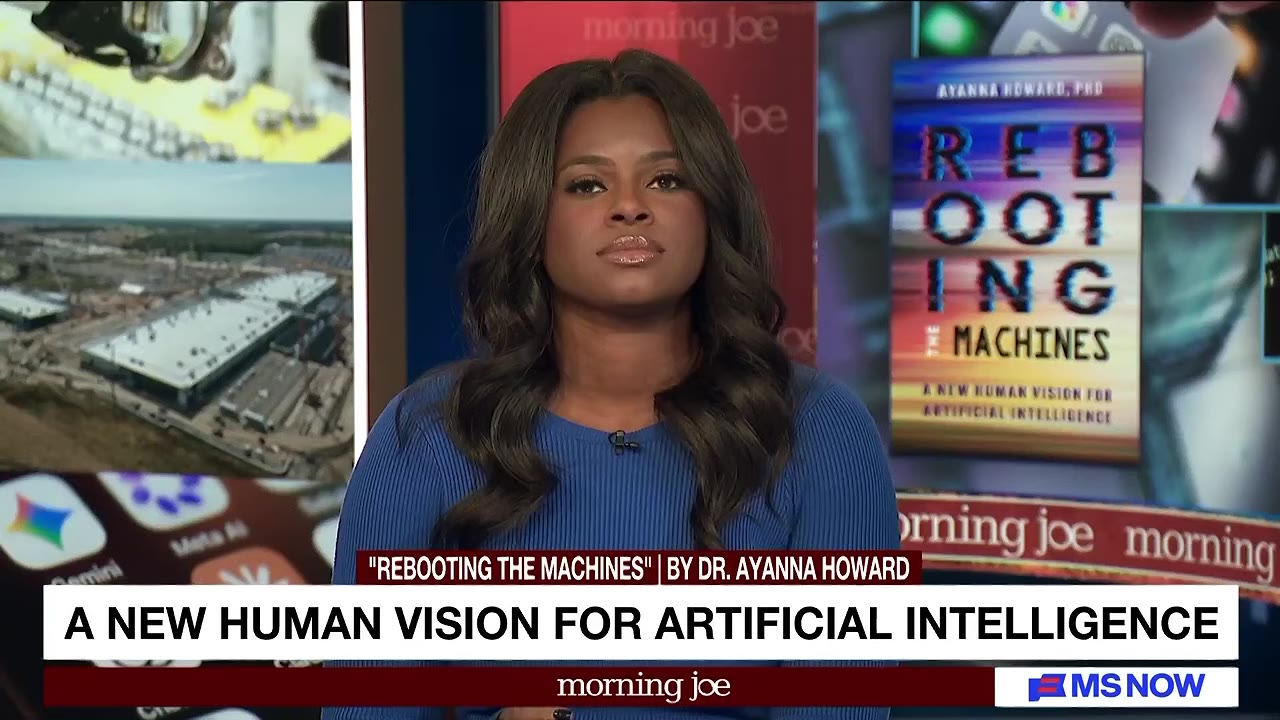 morning joe
joe
AYANNA HOWARD, PHD
REB
OOT
ING
THE MACHINES
A NEW HUMAN VISION FOR
ARTIFICIAL INTELLIGENCE
Gemini
Meta AI
orning joe morning
"REBOOTING THE MACHINES" | BY DR. AYANNA HOWARD
A NEW HUMAN VISION FOR ARTIFICIAL INTELLIGENCE
morning joe
MS NOW